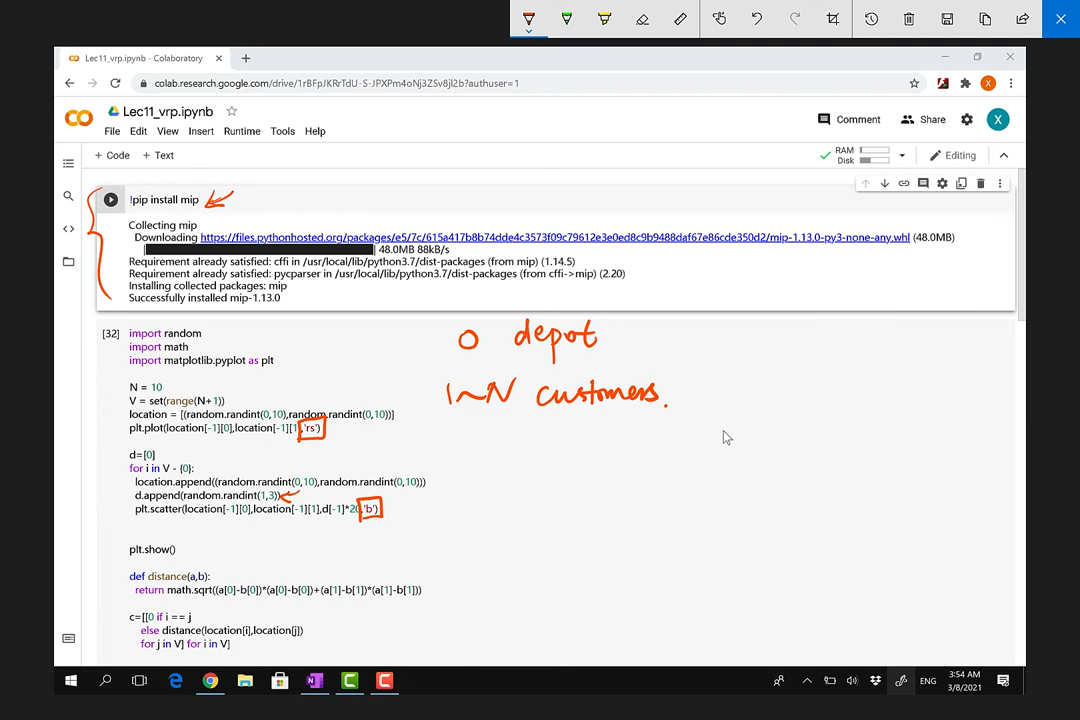 Lec11_vrp.ipynb - Colaboratory
colab.research.google.com/drive/1rBFpJKRrTdU-S-JPXPm4oNj3ZSv8jl2b?authuser=1
Lec11_vrp.ipynb
File Edit View Insert Runtime Tools Help
Comment Share X
+ Code + Text
RAM
Disk
Editing
!pip install mip
Collecting mip
Downloading https://files.pythonhosted.org/packages/e5/7c/615a417b8b74dde4c3573f09c79612e3e0ed8c9b9488daf67e86cde350d2/mip-1.13.0-py3-none-any.whl (48.0MB)
| 48.0MB 88kB/s
Requirement already satisfied: cffi in /usr/local/lib/python3.7/dist-packages (from mip) (1.14.5)
Requirement already satisfied: pycparser in /usr/local/lib/python3.7/dist-packages (from cffi->mip) (2.20)
Installing collected packages: mip
Successfully installed mip-1.13.0
[32] import random
import math
import matplotlib.pyplot as plt
0 depot
1~N customers.
N = 10
V = set(range(N+1))
location = [(random.randint(0,10),random.randint(0,10))]
plt.plot(location[-1][0],location[-1][1],'rs')
d=[0]
for i in V - {0}:
location.append((random.randint(0,10),random.randint(0,10)))
d.append(random.randint(1,3))
plt.scatter(location[-1][0],location[-1][1],d[-1]*20,'b')
plt.show()
def distance(a,b):
return math.sqrt((a[0]-b[0])*(a[0]-b[0])+(a[1]-b[1])*(a[1]-b[1]))
c=[[0 if i == j
else distance(location[i],location[j])
for j in V] for i in V]
ENG
3:54 AM
3/8/2021